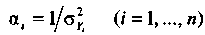 α_i = 1/σ²_{Y_i} (i = 1, ..., n)